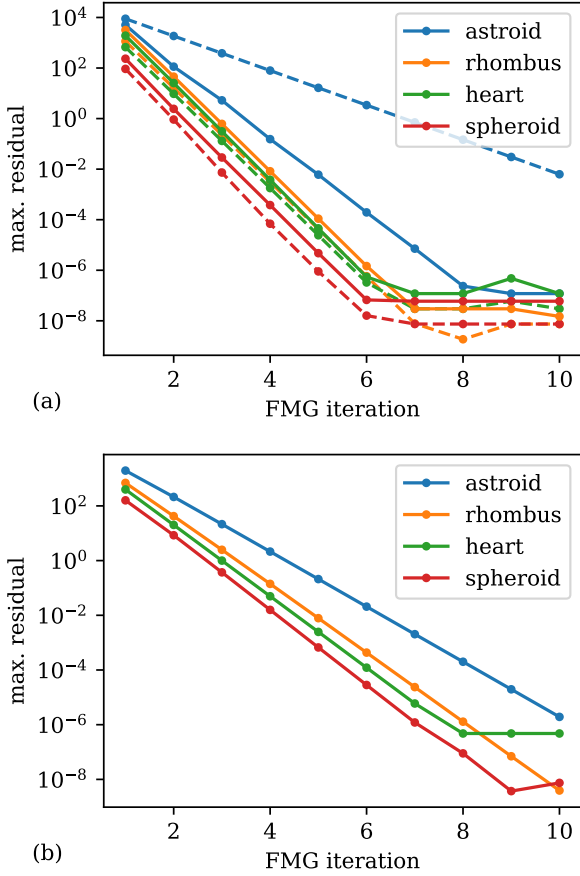 10^4
10^2
10^0
10^−2
10^−4
10^−6
10^−8
max. residual
astroid
rhombus
heart
spheroid
2 4 6 8 10
FMG iteration
(a)
10^2
10^0
10^−2
10^−4
10^−6
10^−8
max. residual
astroid
rhombus
heart
spheroid
2 4 6 8 10
FMG iteration
(b)